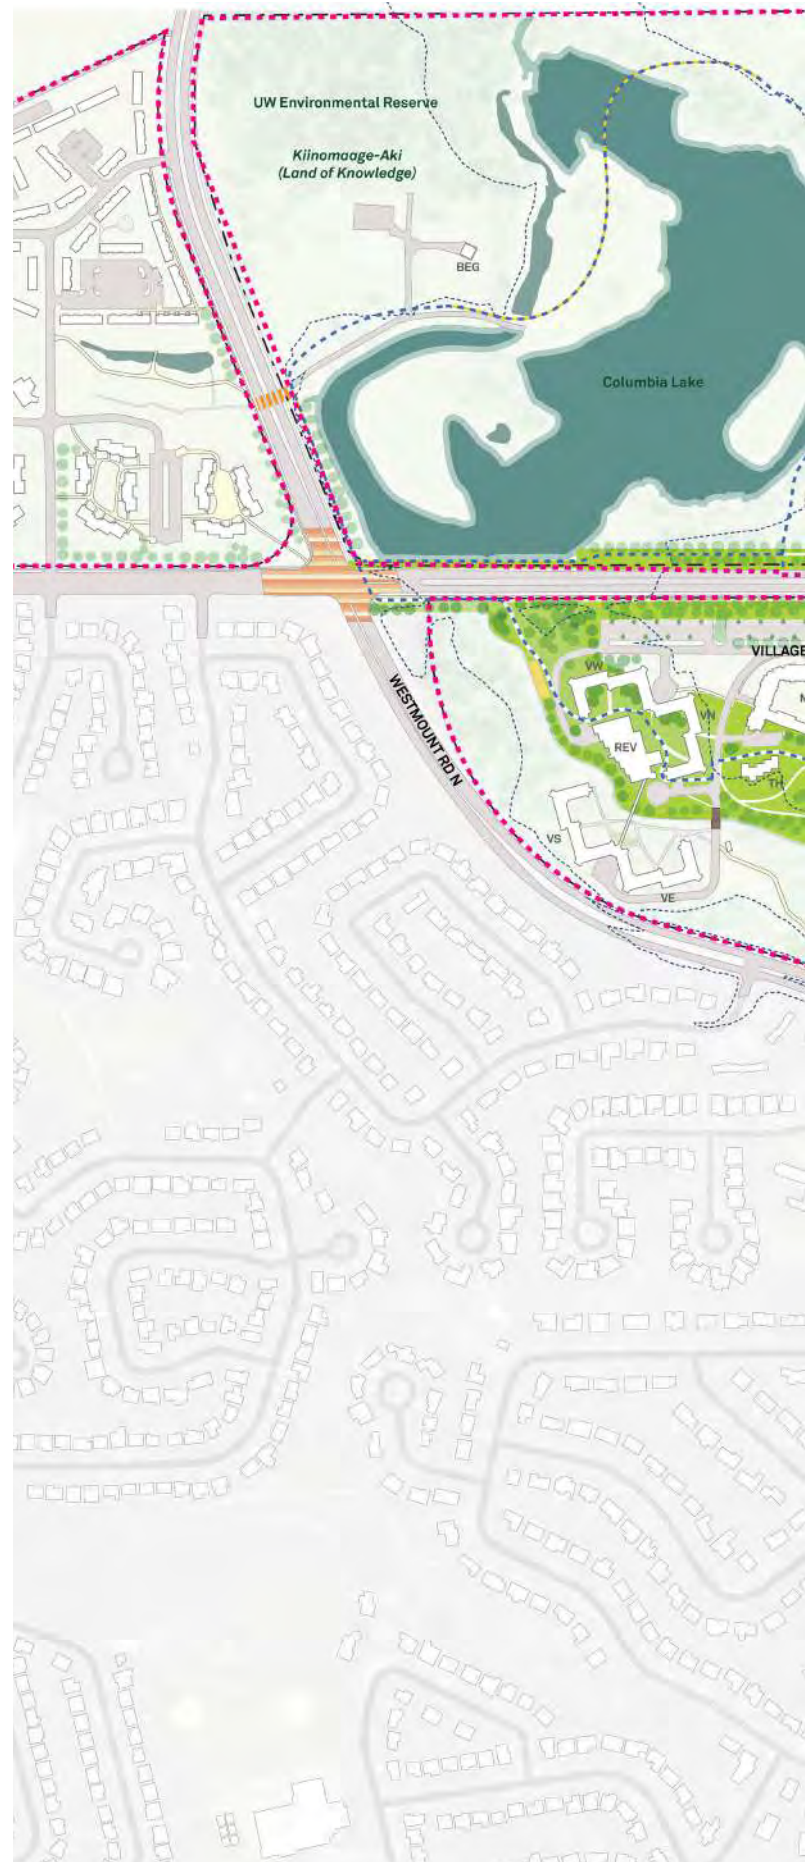 UW Environmental Reserve
Kiinomaage-Aki
(Land of Knowledge)
BEG
Columbia Lake
VILLAGE
VW
VN
REV
TH
WESTMOUNT RD N
VS
VE